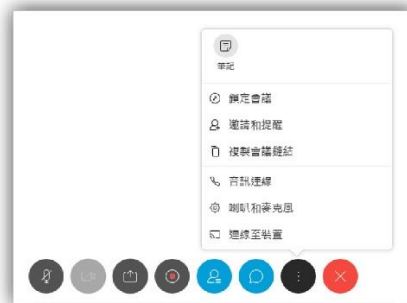 筆記
鎖定會議
邀請和提醒
複製會議鏈結
音訊連線
喇叭和麥克風
連線至裝置